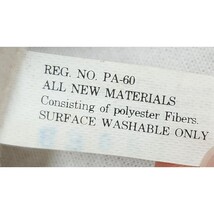 REG. NO. PA-60
ALL NEW MATERIALS
Consisting of polyester Fibers.
SURFACE WASHABLE ONLY